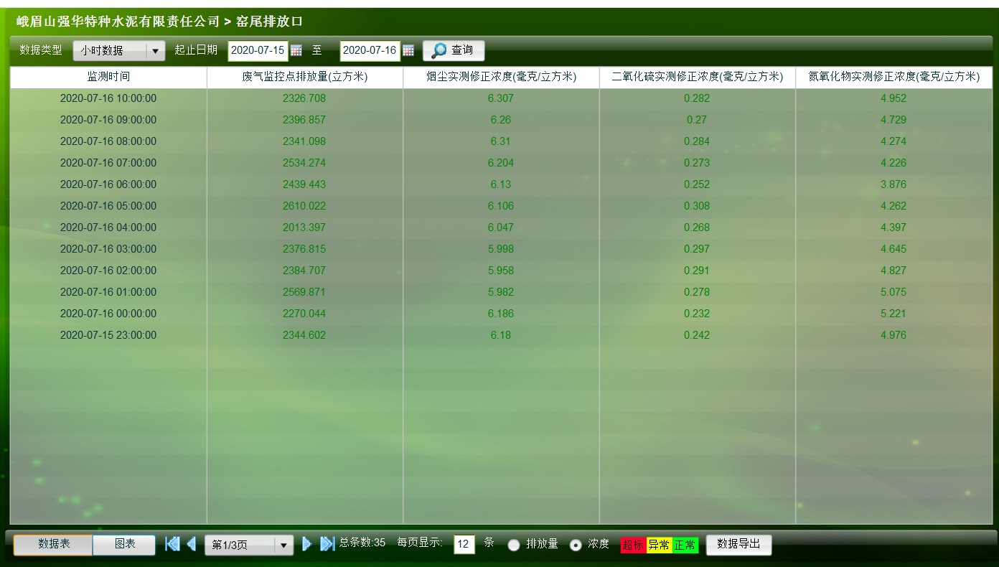 峨眉山强华特种水泥有限责任公司 > 窑尾排放口
数据类型 小时数据 起止日期 2020-07-15 至 2020-07-16 查询
监测时间 废气监控点排放量(立方米) 烟尘实测修正浓度(毫克/立方米) 二氧化硫实测修正浓度(毫克/立方米) 氮氧化物实测修正浓度(毫克/立方米)
2020-07-16 10:00:00 2326.708 6.307 0.282 4.952
2020-07-16 09:00:00 2396.857 6.26 0.27 4.729
2020-07-16 08:00:00 2341.098 6.31 0.284 4.274
2020-07-16 07:00:00 2534.274 6.204 0.273 4.226
2020-07-16 06:00:00 2439.443 6.13 0.252 3.876
2020-07-16 05:00:00 2610.022 6.106 0.308 4.262
2020-07-16 04:00:00 2013.397 6.047 0.268 4.397
2020-07-16 03:00:00 2376.815 5.998 0.297 4.645
2020-07-16 02:00:00 2384.707 5.958 0.291 4.827
2020-07-16 01:00:00 2569.871 5.982 0.278 5.075
2020-07-16 00:00:00 2270.044 6.186 0.232 5.221
2020-07-15 23:00:00 2344.602 6.18 0.242 4.976
数据表 图表 第1/3页 总条数:35 每页显示: 12 条 排放量 浓度 超标 异常 正常 数据导出